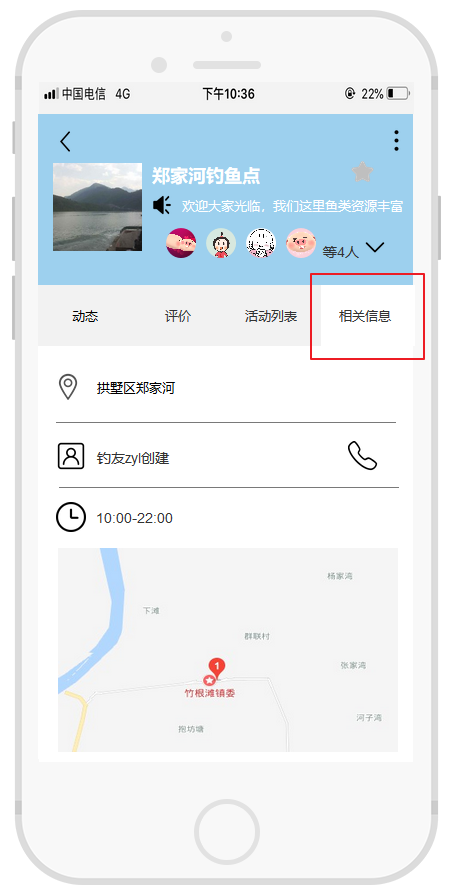 中国电信 4G 下午10:36 22%
郑家河钓鱼点
欢迎大家光临，我们这里鱼类资源丰富
等4人
动态 评价 活动列表 相关信息
拱墅区郑家河
钓友zyl创建
10:00-22:00
杨家湾
下滩
群联村
1
张家湾
竹根滩镇委
河子湾
抱坊塘